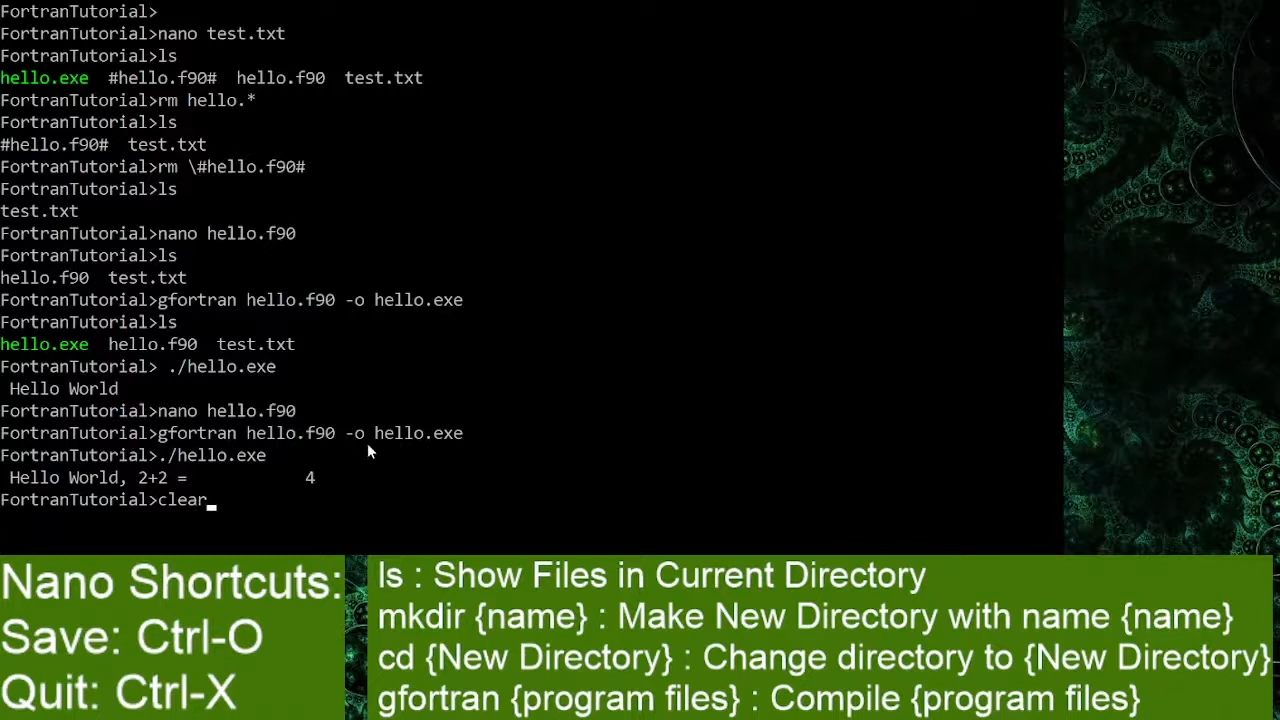 FortranTutorial>
FortranTutorial>nano test.txt
FortranTutorial>ls
hello.exe  #hello.f90#  hello.f90  test.txt
FortranTutorial>rm hello.*
FortranTutorial>ls
#hello.f90#  test.txt
FortranTutorial>rm \#hello.f90#
FortranTutorial>ls
test.txt
FortranTutorial>nano hello.f90
FortranTutorial>ls
hello.f90  test.txt
FortranTutorial>gfortran hello.f90 -o hello.exe
FortranTutorial>ls
hello.exe  hello.f90  test.txt
FortranTutorial> ./hello.exe
 Hello World
FortranTutorial>nano hello.f90
FortranTutorial>gfortran hello.f90 -o hello.exe
FortranTutorial>./hello.exe
 Hello World, 2+2 =            4
FortranTutorial>clear
Nano Shortcuts:
Save: Ctrl-O
Quit: Ctrl-X
ls : Show Files in Current Directory
mkdir {name} : Make New Directory with name {name}
cd {New Directory} : Change directory to {New Directory}
gfortran {program files} : Compile {program files}